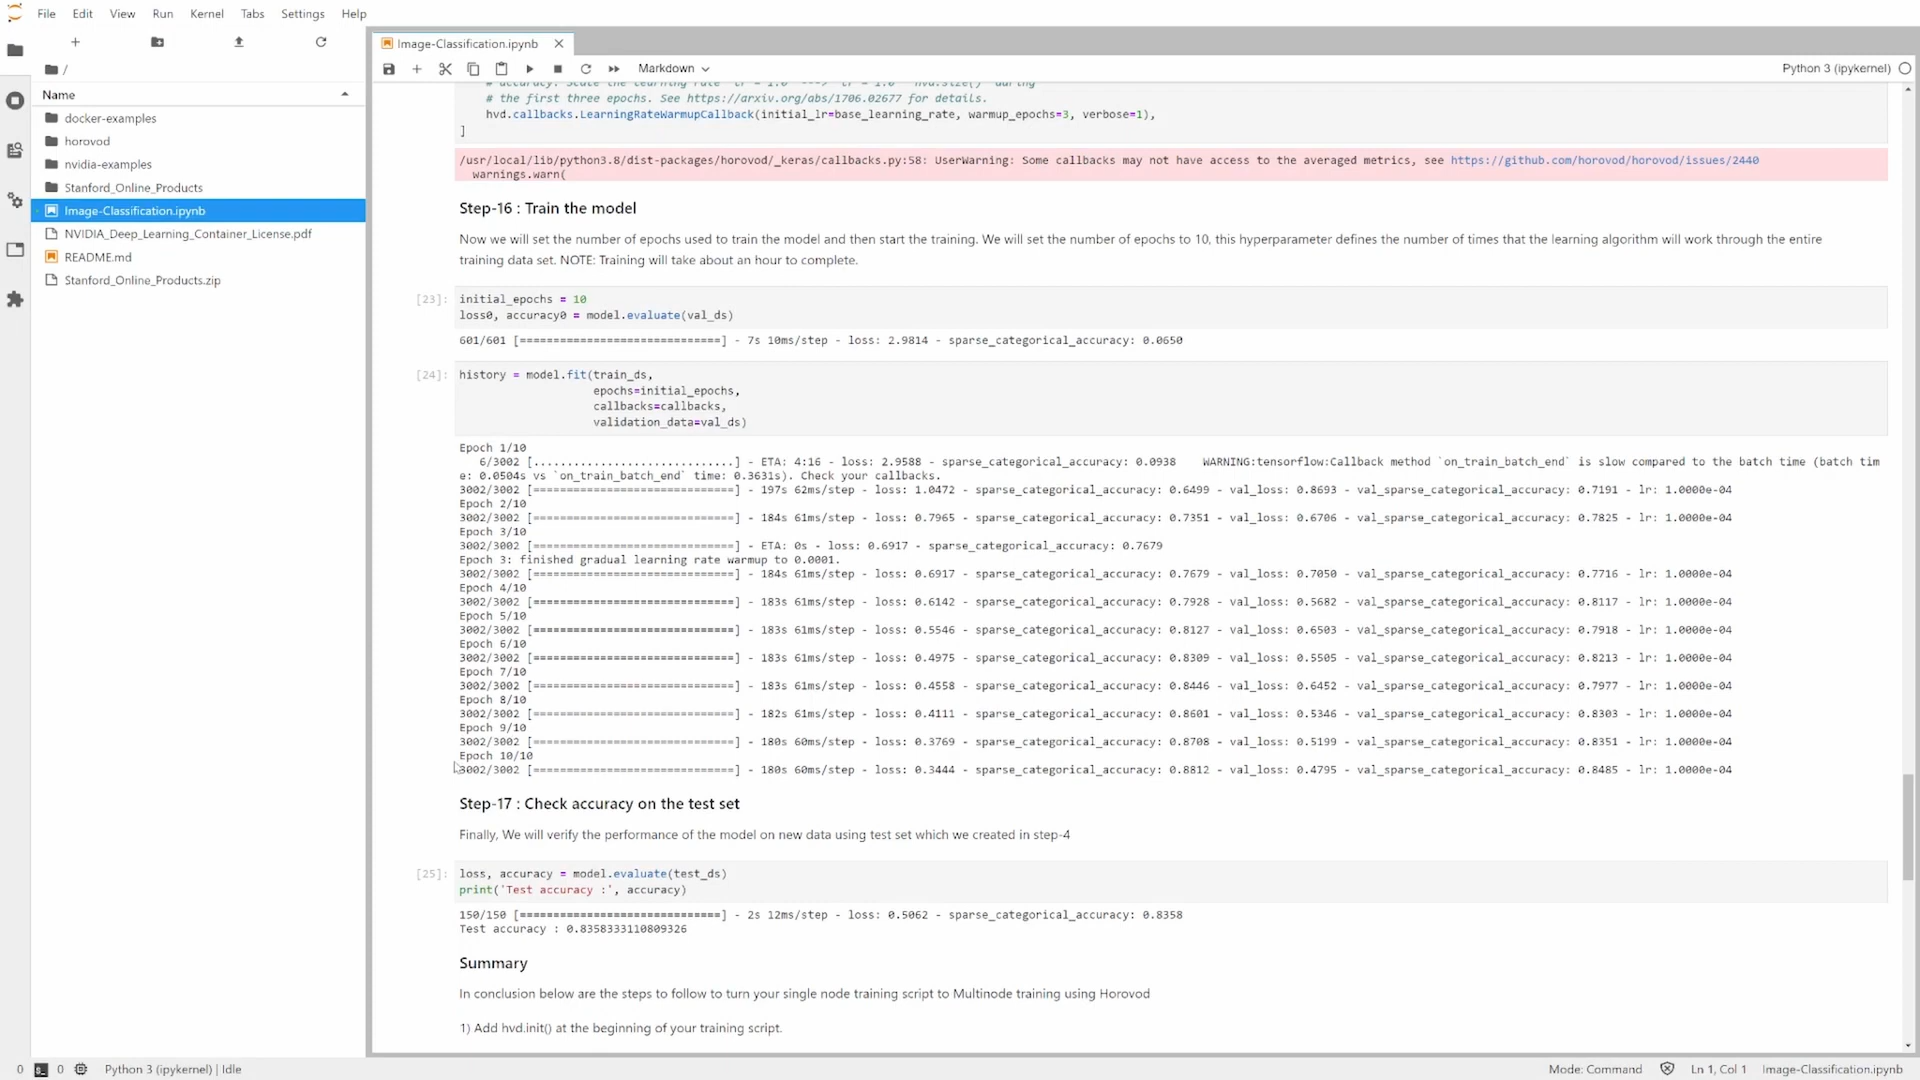 File Edit View Run Kernel Tabs Settings Help
/
Name
docker-examples
horovod
nvidia-examples
Stanford_Online_Products
Image-Classification.ipynb
NVIDIA_Deep_Learning_Container_License.pdf
README.md
Stanford_Online_Products.zip
Image-Classification.ipynb
Markdown
Python 3 (ipykernel)
# the first three epochs. See https://arxiv.org/abs/1706.02677 for details.
hvd.callbacks.LearningRateWarmupCallback(initial_lr=base_learning_rate, warmup_epochs=3, verbose=1),
]
/usr/local/lib/python3.8/dist-packages/horovod/_keras/callbacks.py:58: UserWarning: Some callbacks may not have access to the averaged metrics, see https://github.com/horovod/horovod/issues/2440
warnings.warn(
Step-16 : Train the model
Now we will set the number of epochs used to train the model and then start the training. We will set the number of epochs to 10, this hyperparameter defines the number of times that the learning algorithm will work through the entire
training data set. NOTE: Training will take about an hour to complete.
[23]: initial_epochs = 10
loss0, accuracy0 = model.evaluate(val_ds)
601/601 [==============================] - 7s 10ms/step - loss: 2.9814 - sparse_categorical_accuracy: 0.0650
[24]: history = model.fit(train_ds,
epochs=initial_epochs,
callbacks=callbacks,
validation_data=val_ds)
Epoch 1/10
6/3002 [..............................] - ETA: 4:16 - loss: 2.9588 - sparse_categorical_accuracy: 0.0938 WARNING:tensorflow:Callback method `on_train_batch_end` is slow compared to the batch time (batch tim
e: 0.0504s vs `on_train_batch_end` time: 0.3631s). Check your callbacks.
3002/3002 [==============================] - 197s 62ms/step - loss: 1.0472 - sparse_categorical_accuracy: 0.6499 - val_loss: 0.8693 - val_sparse_categorical_accuracy: 0.7191 - lr: 1.0000e-04
Epoch 2/10
3002/3002 [==============================] - 184s 61ms/step - loss: 0.7965 - sparse_categorical_accuracy: 0.7351 - val_loss: 0.6706 - val_sparse_categorical_accuracy: 0.7825 - lr: 1.0000e-04
Epoch 3/10
3002/3002 [==============================] - ETA: 0s - loss: 0.6917 - sparse_categorical_accuracy: 0.7679
Epoch 3: finished gradual learning rate warmup to 0.0001.
3002/3002 [==============================] - 184s 61ms/step - loss: 0.6917 - sparse_categorical_accuracy: 0.7679 - val_loss: 0.7050 - val_sparse_categorical_accuracy: 0.7716 - lr: 1.0000e-04
Epoch 4/10
3002/3002 [==============================] - 183s 61ms/step - loss: 0.6142 - sparse_categorical_accuracy: 0.7928 - val_loss: 0.5682 - val_sparse_categorical_accuracy: 0.8117 - lr: 1.0000e-04
Epoch 5/10
3002/3002 [==============================] - 183s 61ms/step - loss: 0.5546 - sparse_categorical_accuracy: 0.8127 - val_loss: 0.6503 - val_sparse_categorical_accuracy: 0.7918 - lr: 1.0000e-04
Epoch 6/10
3002/3002 [==============================] - 183s 61ms/step - loss: 0.4975 - sparse_categorical_accuracy: 0.8309 - val_loss: 0.5505 - val_sparse_categorical_accuracy: 0.8213 - lr: 1.0000e-04
Epoch 7/10
3002/3002 [==============================] - 183s 61ms/step - loss: 0.4558 - sparse_categorical_accuracy: 0.8446 - val_loss: 0.6452 - val_sparse_categorical_accuracy: 0.7977 - lr: 1.0000e-04
Epoch 8/10
3002/3002 [==============================] - 182s 61ms/step - loss: 0.4111 - sparse_categorical_accuracy: 0.8601 - val_loss: 0.5346 - val_sparse_categorical_accuracy: 0.8303 - lr: 1.0000e-04
Epoch 9/10
3002/3002 [==============================] - 180s 60ms/step - loss: 0.3769 - sparse_categorical_accuracy: 0.8708 - val_loss: 0.5199 - val_sparse_categorical_accuracy: 0.8351 - lr: 1.0000e-04
Epoch 10/10
3002/3002 [==============================] - 180s 60ms/step - loss: 0.3444 - sparse_categorical_accuracy: 0.8812 - val_loss: 0.4795 - val_sparse_categorical_accuracy: 0.8485 - lr: 1.0000e-04
Step-17 : Check accuracy on the test set
Finally, We will verify the performance of the model on new data using test set which we created in step-4
[25]: loss, accuracy = model.evaluate(test_ds)
print('Test accuracy :', accuracy)
150/150 [==============================] - 2s 12ms/step - loss: 0.5062 - sparse_categorical_accuracy: 0.8358
Test accuracy : 0.8358333110809326
Summary
In conclusion below are the steps to follow to turn your single node training script to Multinode training using Horovod
1) Add hvd.init() at the beginning of your training script.
0 0 Python 3 (ipykernel) | Idle Mode: Command Ln 1, Col 1 Image-Classification.ipynb